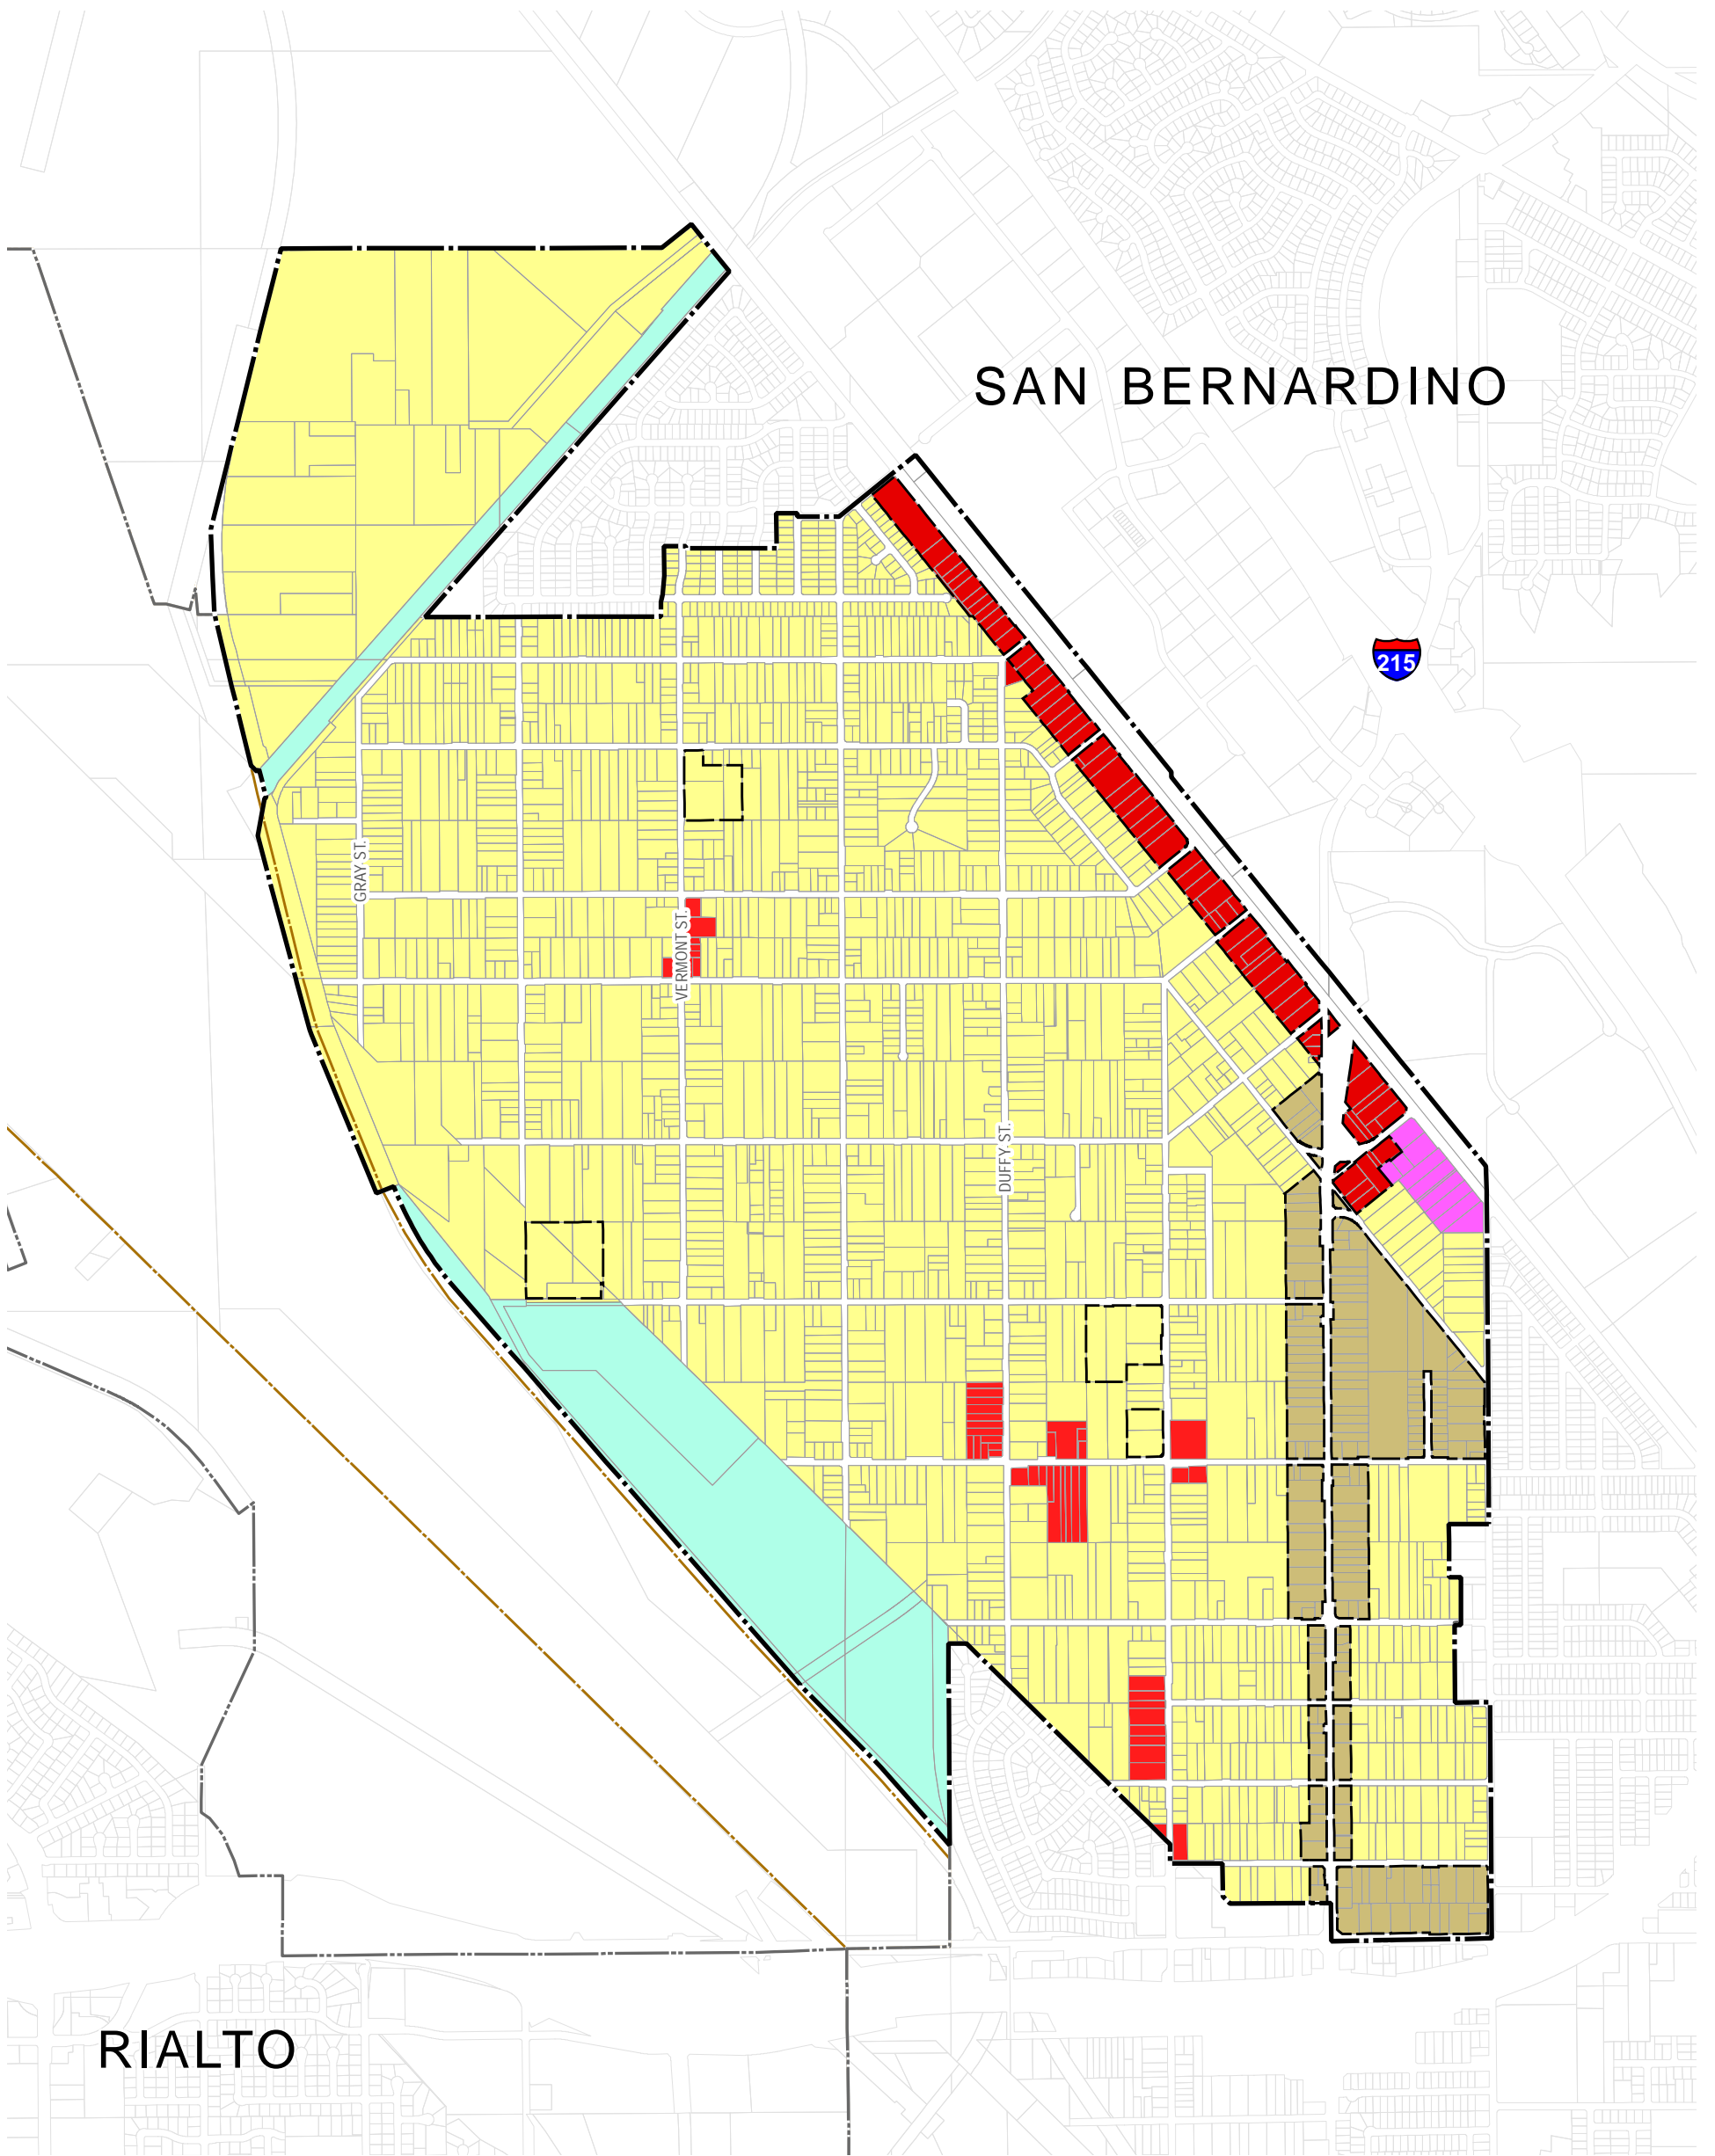 SAN BERNARDINO
215
GRAY ST.
VERMONT ST.
DUFFY ST.
RIALTO